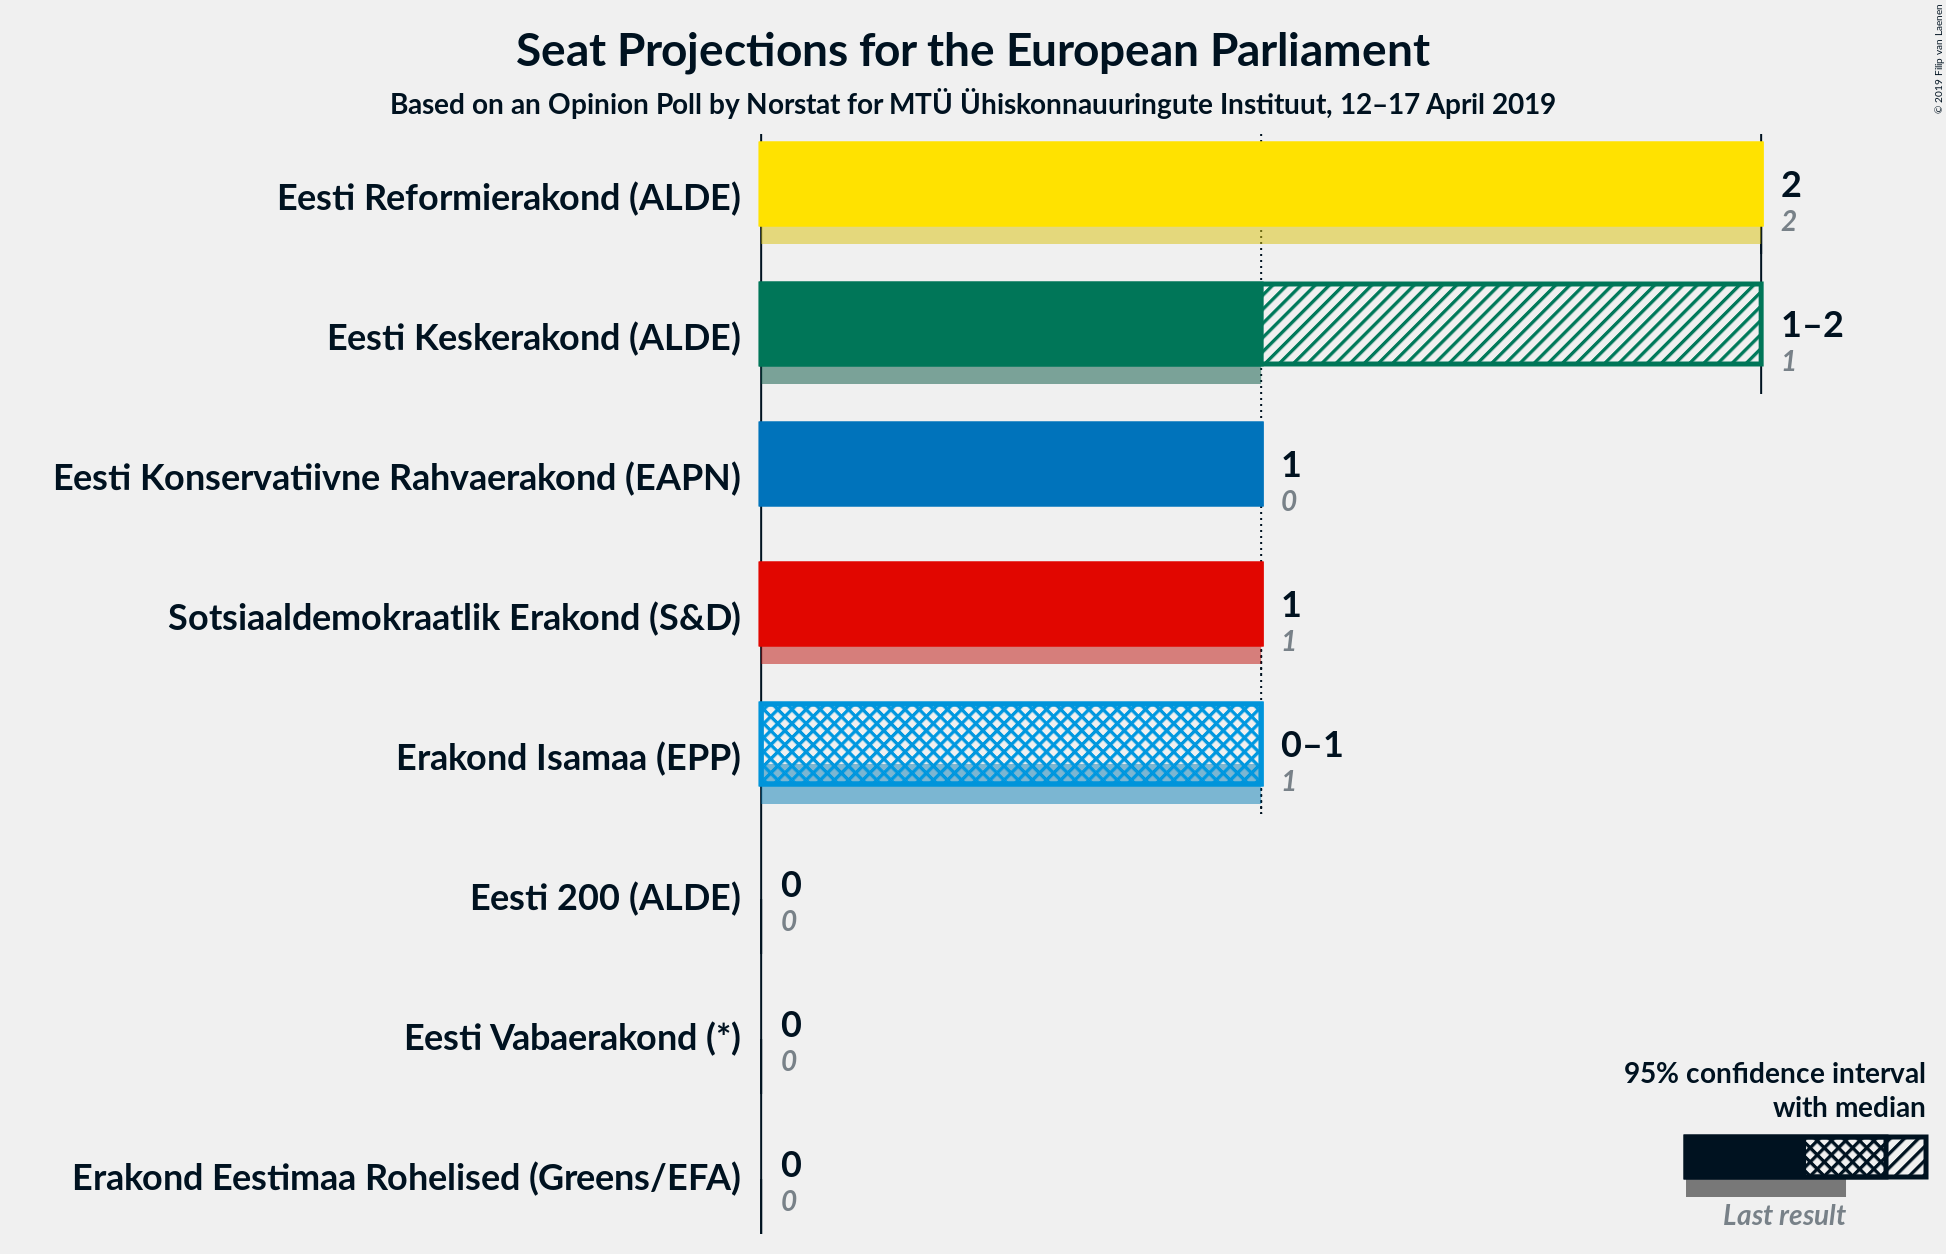 Seat Projections for the European Parliament
Based on an Opinion Poll by Norstat for MTÜ Ühiskonnauuringute Instituut, 12–17 April 2019
© 2019 Filip van Laenen
Eesti Reformierakond (ALDE)
2
2
Eesti Keskerakond (ALDE)
1–2
1
Eesti Konservatiivne Rahvaerakond (EAPN)
1
0
Sotsiaaldemokraatlik Erakond (S&D)
1
1
Erakond Isamaa (EPP)
0–1
1
Eesti 200 (ALDE)
0
0
Eesti Vabaerakond (*)
0
0
Erakond Eestimaa Rohelised (Greens/EFA)
0
0
95% confidence interval
with median
Last result